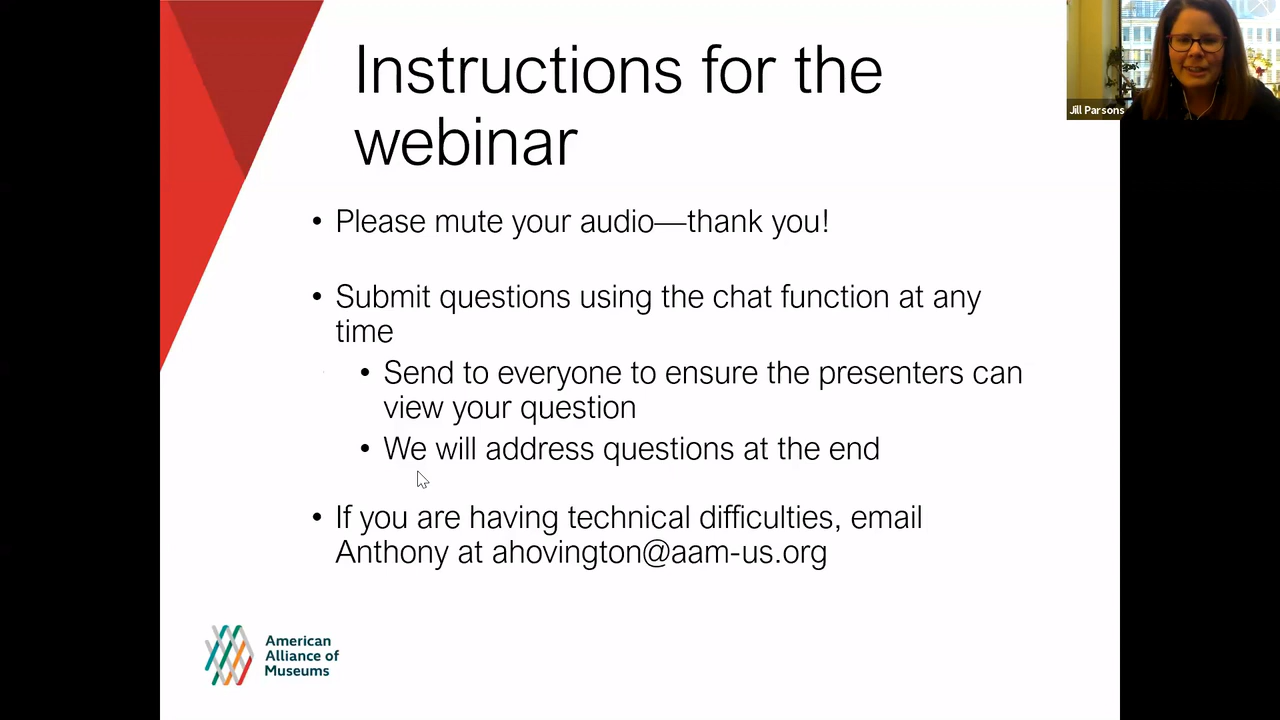 Instructions for the
webinar
Jill Parsons
• Please mute your audio—thank you!
• Submit questions using the chat function at any
time
• Send to everyone to ensure the presenters can
view your question
• We will address questions at the end
• If you are having technical difficulties, email
Anthony at ahovington@aam-us.org
American
Alliance of
Museums